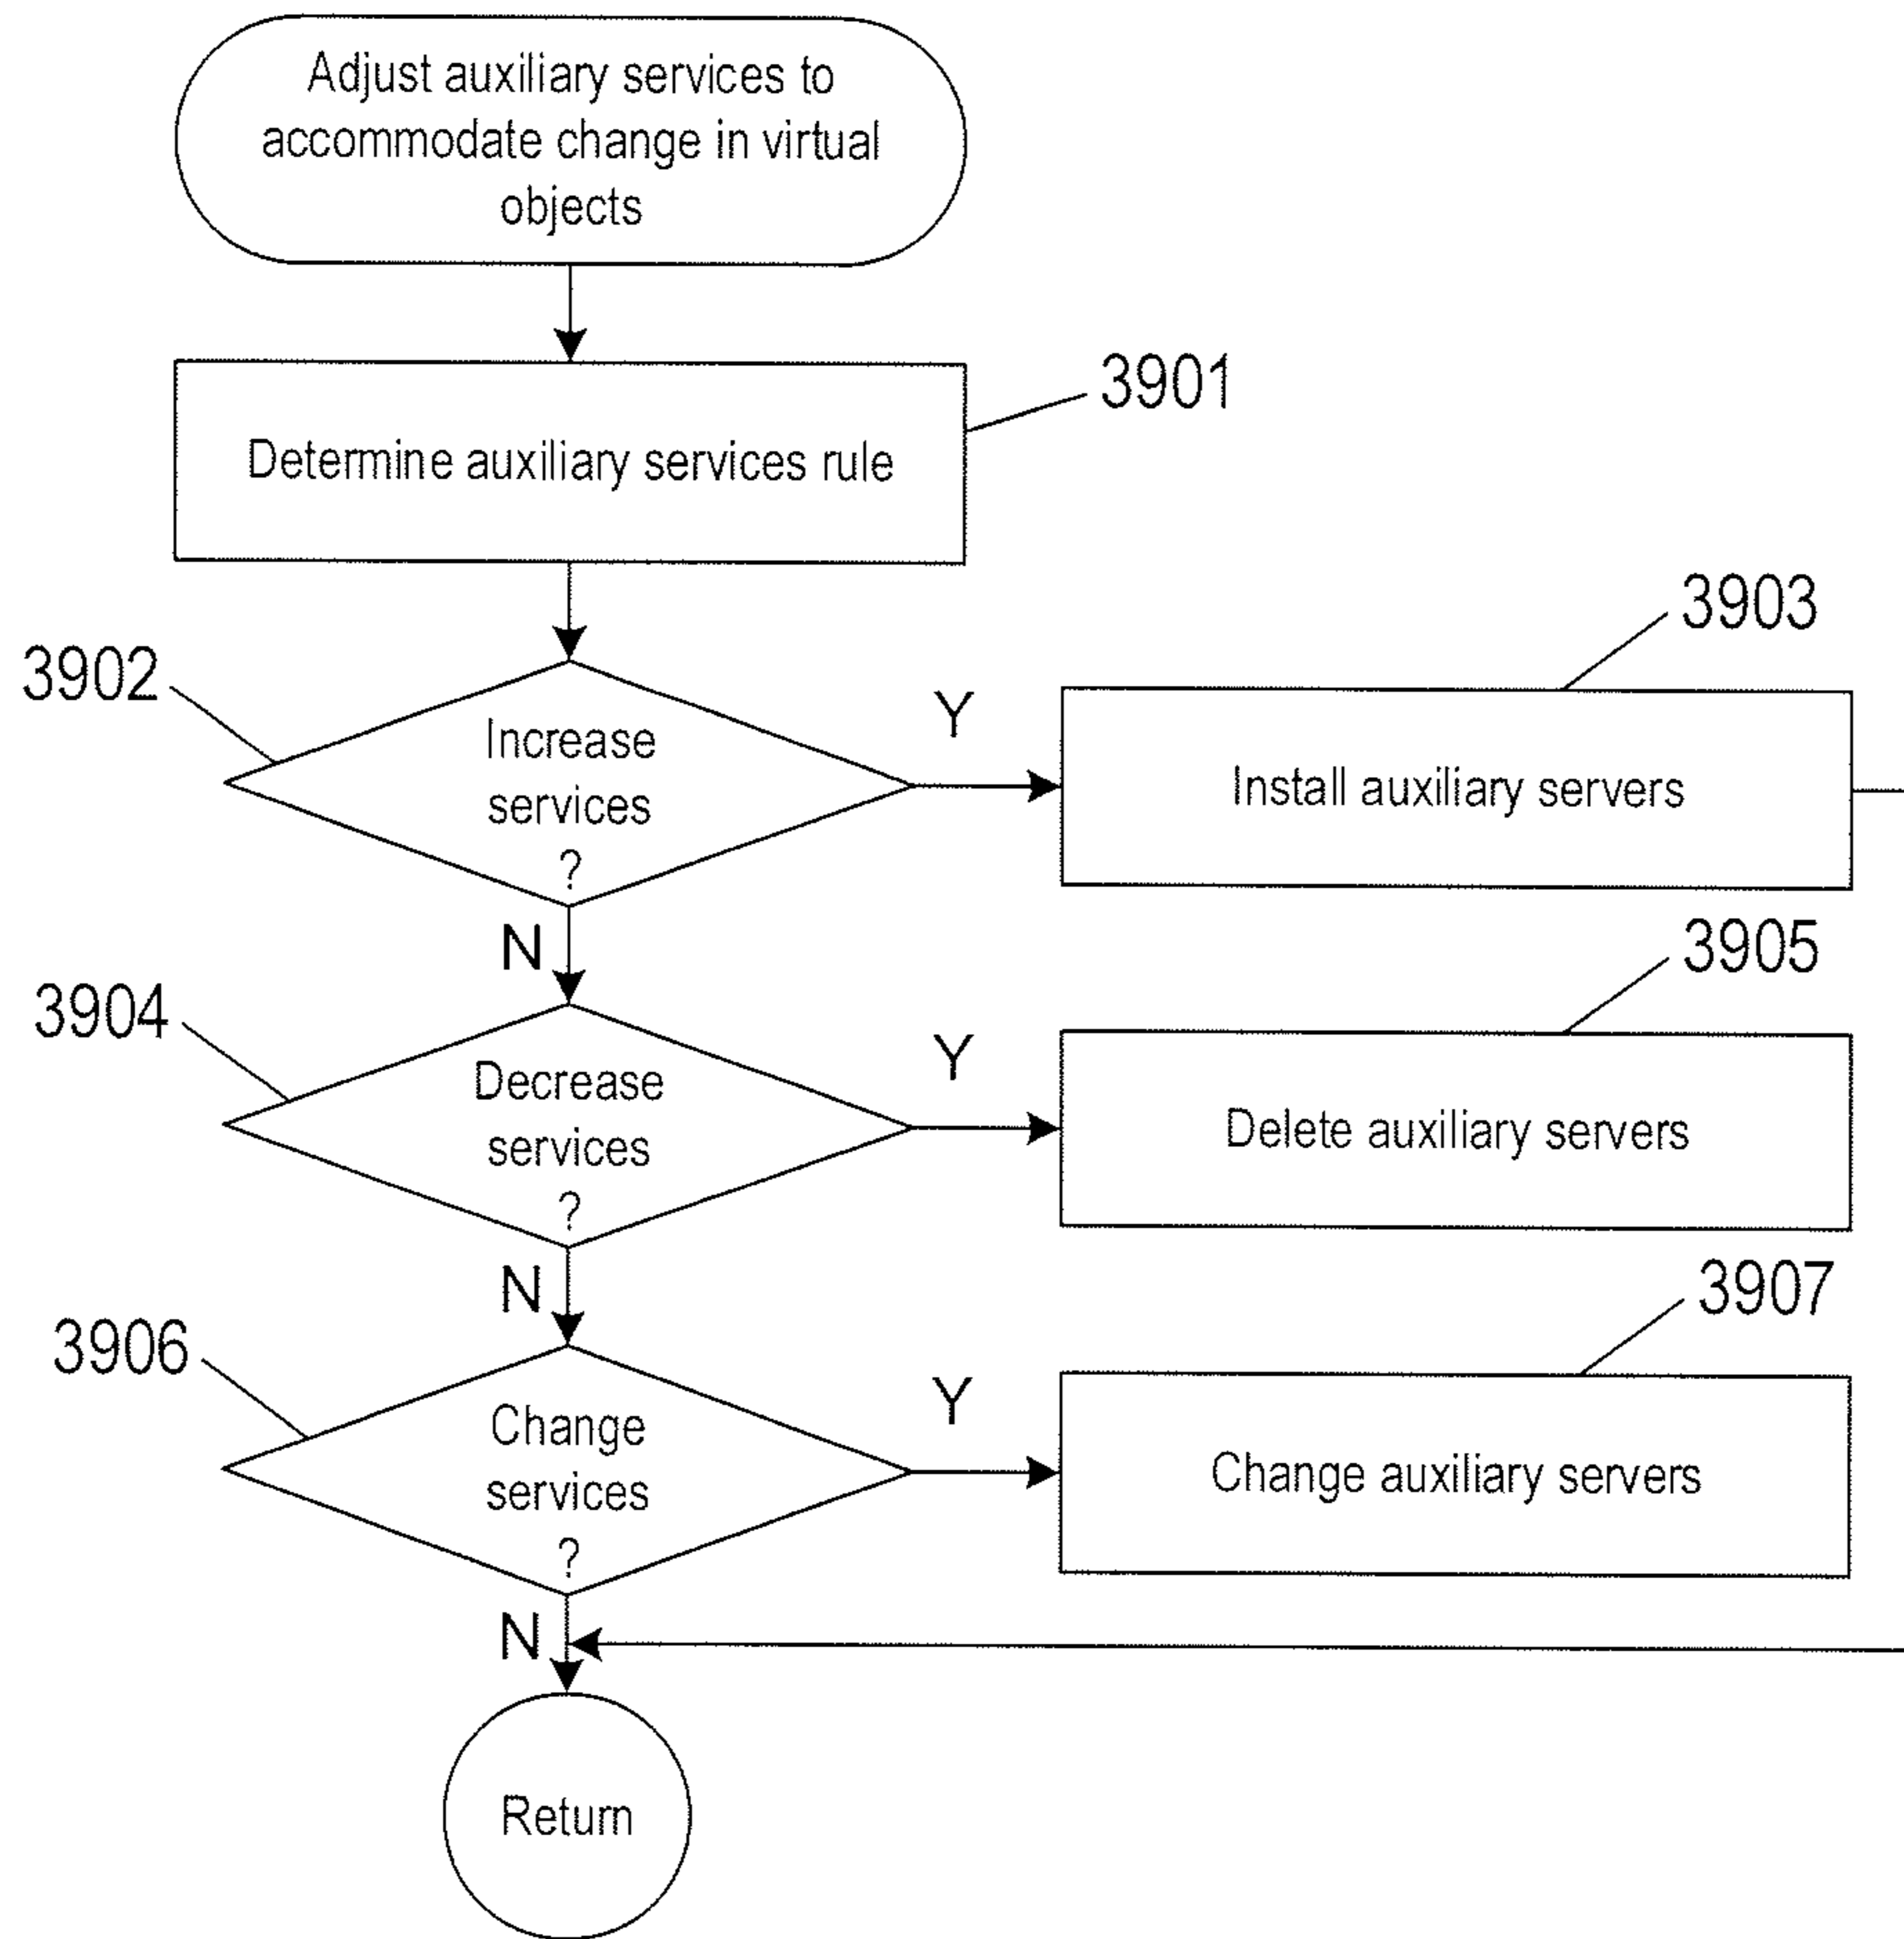 Adjust auxiliary services to
accommodate change in virtual
objects
3901
Determine auxiliary services rule
3902
Increase
services
?
Y
3903
Install auxiliary servers
N
3904
Decrease
services
?
Y
3905
Delete auxiliary servers
N
3906
Change
services
?
Y
3907
Change auxiliary servers
N
Return